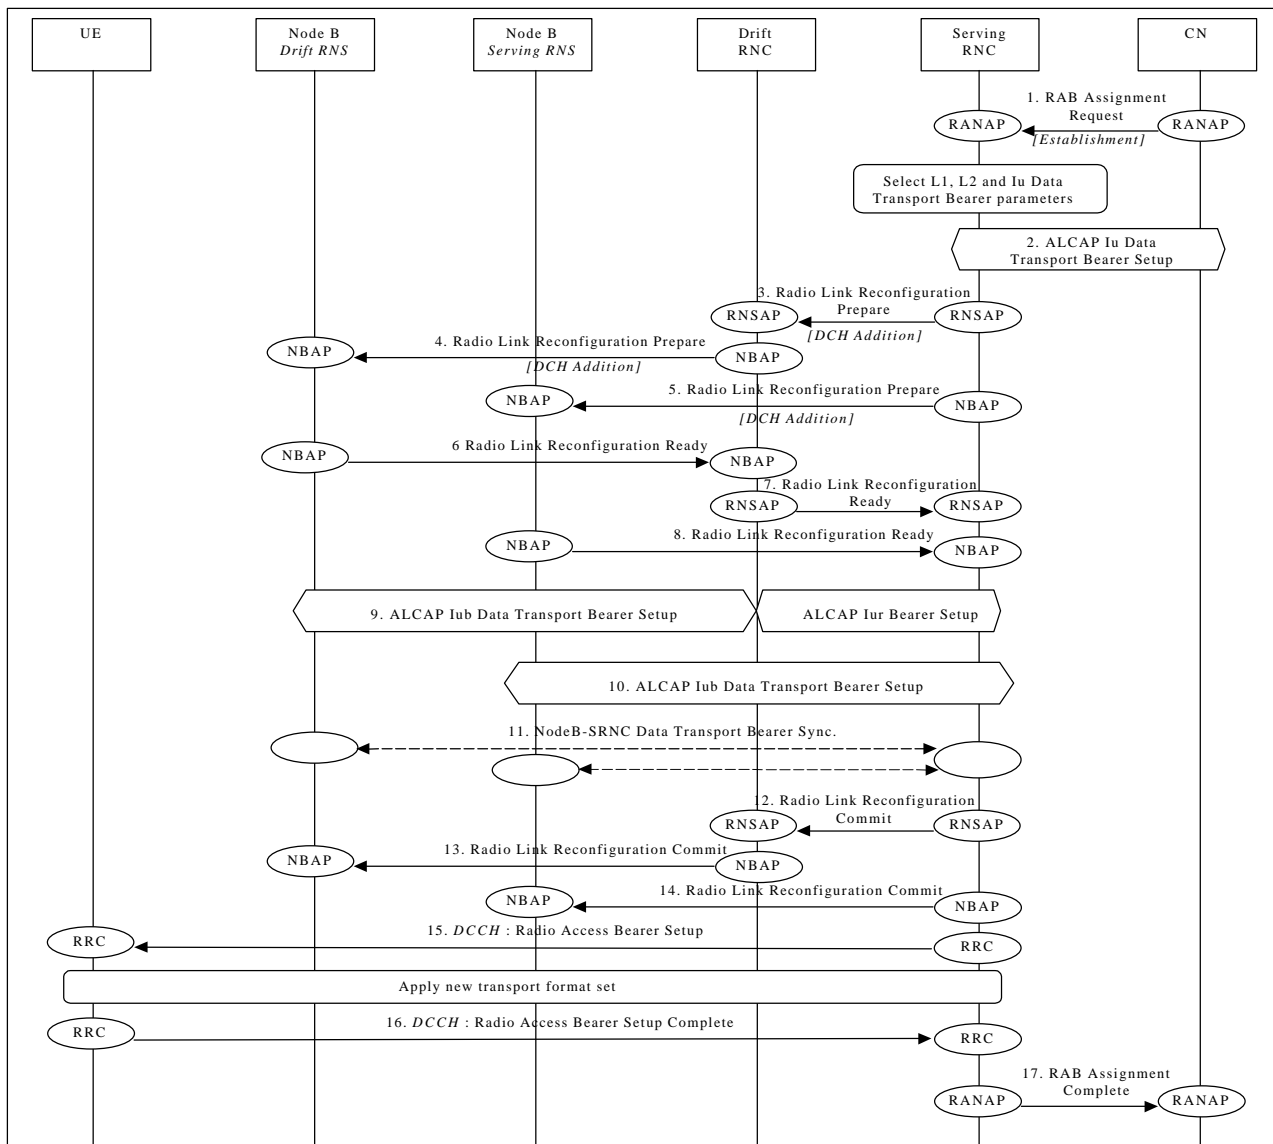 UE
Node B
Drift RNS
Node B
Serving RNS
Drift
RNC
Serving
RNC
CN
1. RAB Assignment
Request
RANAP
RANAP
[Establishment]
Select L1, L2 and Iu Data
Transport Bearer parameters
2. ALCAP Iu Data
Transport Bearer Setup
3. Radio Link Reconfiguration
Prepare
RNSAP
RNSAP
[DCH Addition]
4. Radio Link Reconfiguration Prepare
NBAP
NBAP
[DCH Addition]
5. Radio Link Reconfiguration Prepare
NBAP
NBAP
[DCH Addition]
6 Radio Link Reconfiguration Ready
NBAP
NBAP
7. Radio Link Reconfiguration
Ready
RNSAP
RNSAP
8. Radio Link Reconfiguration Ready
NBAP
NBAP
9. ALCAP Iub Data Transport Bearer Setup
ALCAP Iur Bearer Setup
10. ALCAP Iub Data Transport Bearer Setup
11. NodeB-SRNC Data Transport Bearer Sync.
12. Radio Link Reconfiguration
Commit
RNSAP
RNSAP
13. Radio Link Reconfiguration Commit
NBAP
NBAP
14. Radio Link Reconfiguration Commit
NBAP
NBAP
15. DCCH : Radio Access Bearer Setup
RRC
RRC
Apply new transport format set
16. DCCH : Radio Access Bearer Setup Complete
RRC
RRC
17. RAB Assignment
Complete
RANAP
RANAP